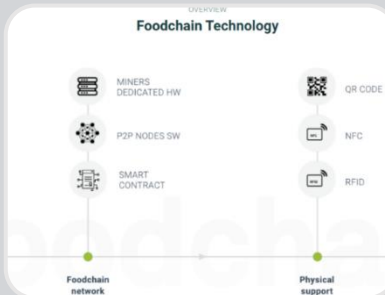 OVERVIEW
Foodchain Technology
MINERS
DEDICATED HW
P2P NODES SW
SMART
CONTRACT
QR CODE
NFC
RFID
Foodchain
network
Physical
support